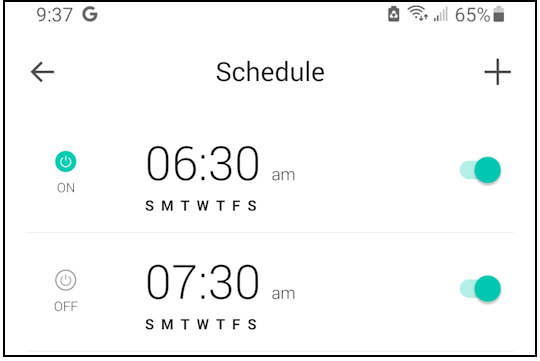 9:37 G 65%
Schedule
06:30 am
ON
S M T W T F S
07:30 am
OFF
S M T W T F S